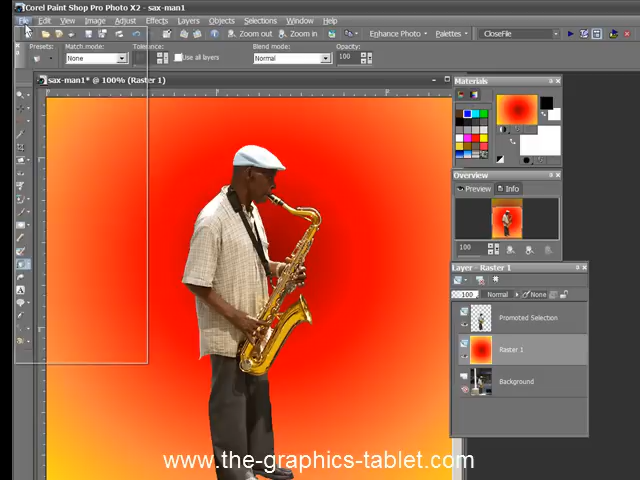 Corel Paint Shop Pro Photo X2 - sax-man1
File Edit View Image Adjust Effects Layers Objects Selections Window Help
Zoom out Zoom in Enhance Photo Palettes CloseFile
Presets: Match mode: Tolerance: Blend mode: Opacity:
None Use all layers Normal 100
sax-man1* @ 100% (Raster 1)
Materials
Overview
Preview Info
100
Layer - Raster 1
100 Normal None
Promoted Selection
Raster 1
Background
www.the-graphics-tablet.com